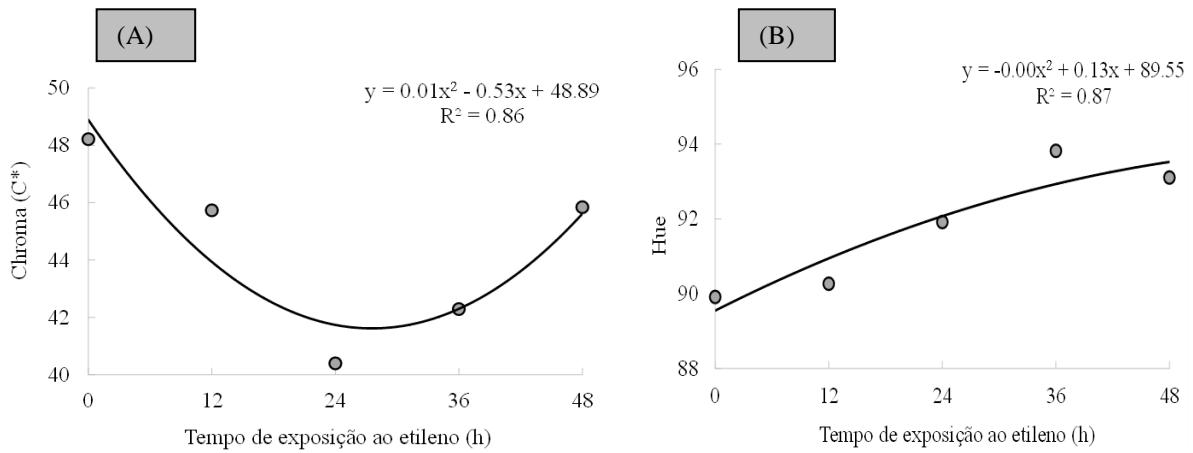 (A)
y = 0.01x² - 0.53x + 48.89
R² = 0.86
Chroma (C*)
50
48
46
44
42
40
0 12 24 36 48
Tempo de exposição ao etileno (h)
(B)
y = -0.00x² + 0.13x + 89.55
R² = 0.87
Hue
96
94
92
90
88
0 12 24 36 48
Tempo de exposição ao etileno (h)